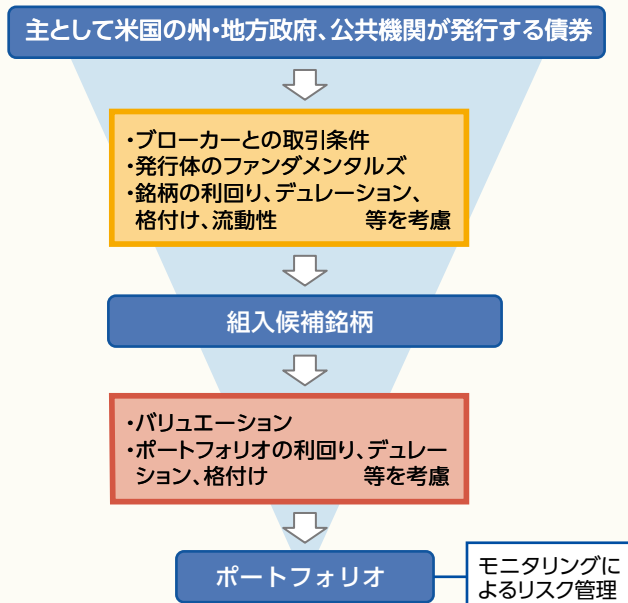 主として米国の州・地方政府、公共機関が発行する債券
・ブローカーとの取引条件
・発行体のファンダメンタルズ
・銘柄の利回り、デュレーション、
格付け、流動性　　　　等を考慮
組入候補銘柄
・バリュエーション
・ポートフォリオの利回り、デュレー
ション、格付け　　　　等を考慮
ポートフォリオ
モニタリングに
よるリスク管理